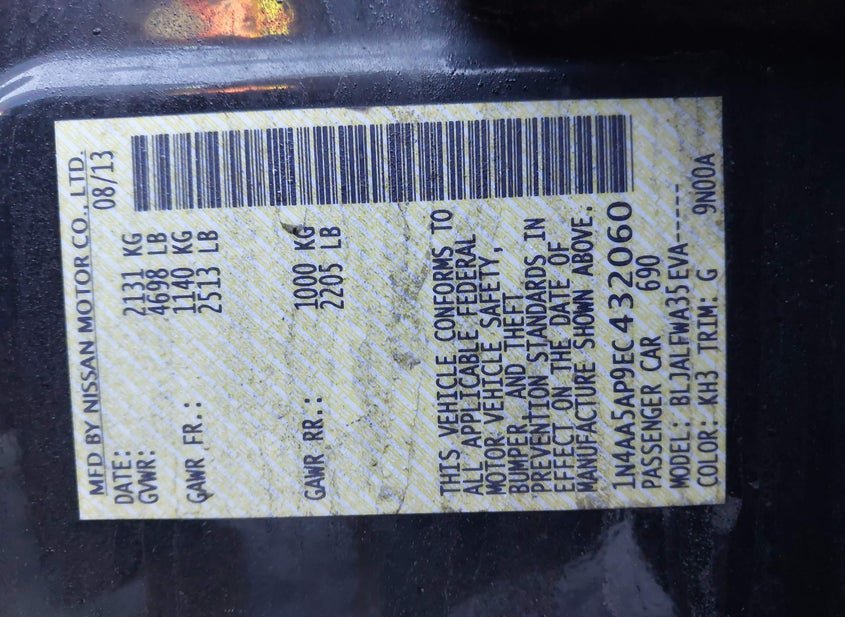 MFD BY NISSAN MOTOR CO., LTD.
DATE: 08/13
GVWR: 2131 KG
4698 LB
GAWR FR.: 1140 KG
2513 LB
GAWR RR.: 1000 KG
2205 LB
THIS VEHICLE CONFORMS TO
ALL APPLICABLE FEDERAL
MOTOR VEHICLE SAFETY,
BUMPER, AND THEFT
PREVENTION STANDARDS IN
EFFECT ON THE DATE OF
MANUFACTURE SHOWN ABOVE.
1N4AA5AP9EC432060
PASSENGER CAR 690
MODEL: BLJALFWA35EVA-----
COLOR: KH3 TRIM: G 9N00A